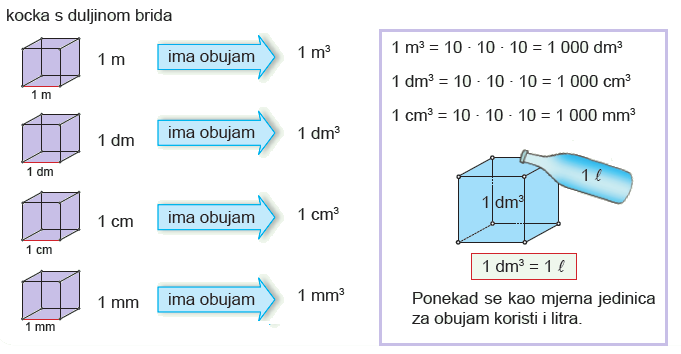 kocka s duljinom brida
1 m
1 m
ima obujam
1 m³
1 dm
1 dm
ima obujam
1 dm³
1 cm
1 cm
ima obujam
1 cm³
1 mm
1 mm
ima obujam
1 mm³
1 m³ = 10 · 10 · 10 = 1 000 dm³
1 dm³ = 10 · 10 · 10 = 1 000 cm³
1 cm³ = 10 · 10 · 10 = 1 000 mm³
1 ℓ
1 dm³
1 dm³ = 1 ℓ
Ponekad se kao mjerna jedinica
za obujam koristi i litra.